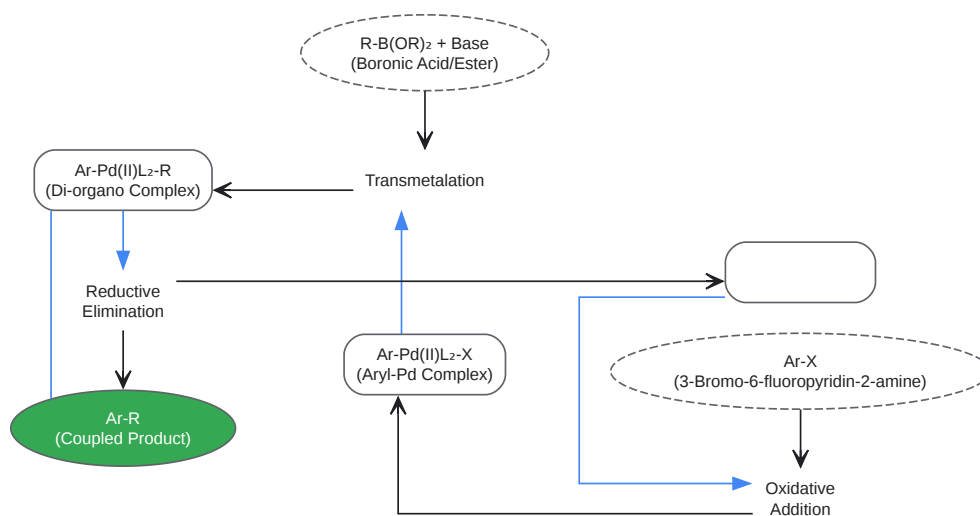 R-B(OR)₂ + Base
(Boronic Acid/Ester)
Ar-Pd(II)L₂-R
(Di-organo Complex)
Transmetalation
Reductive
Elimination
Ar-Pd(II)L₂-X
(Aryl-Pd Complex)
Ar-X
(3-Bromo-6-fluoropyridin-2-amine)
Ar-R
(Coupled Product)
Oxidative
Addition